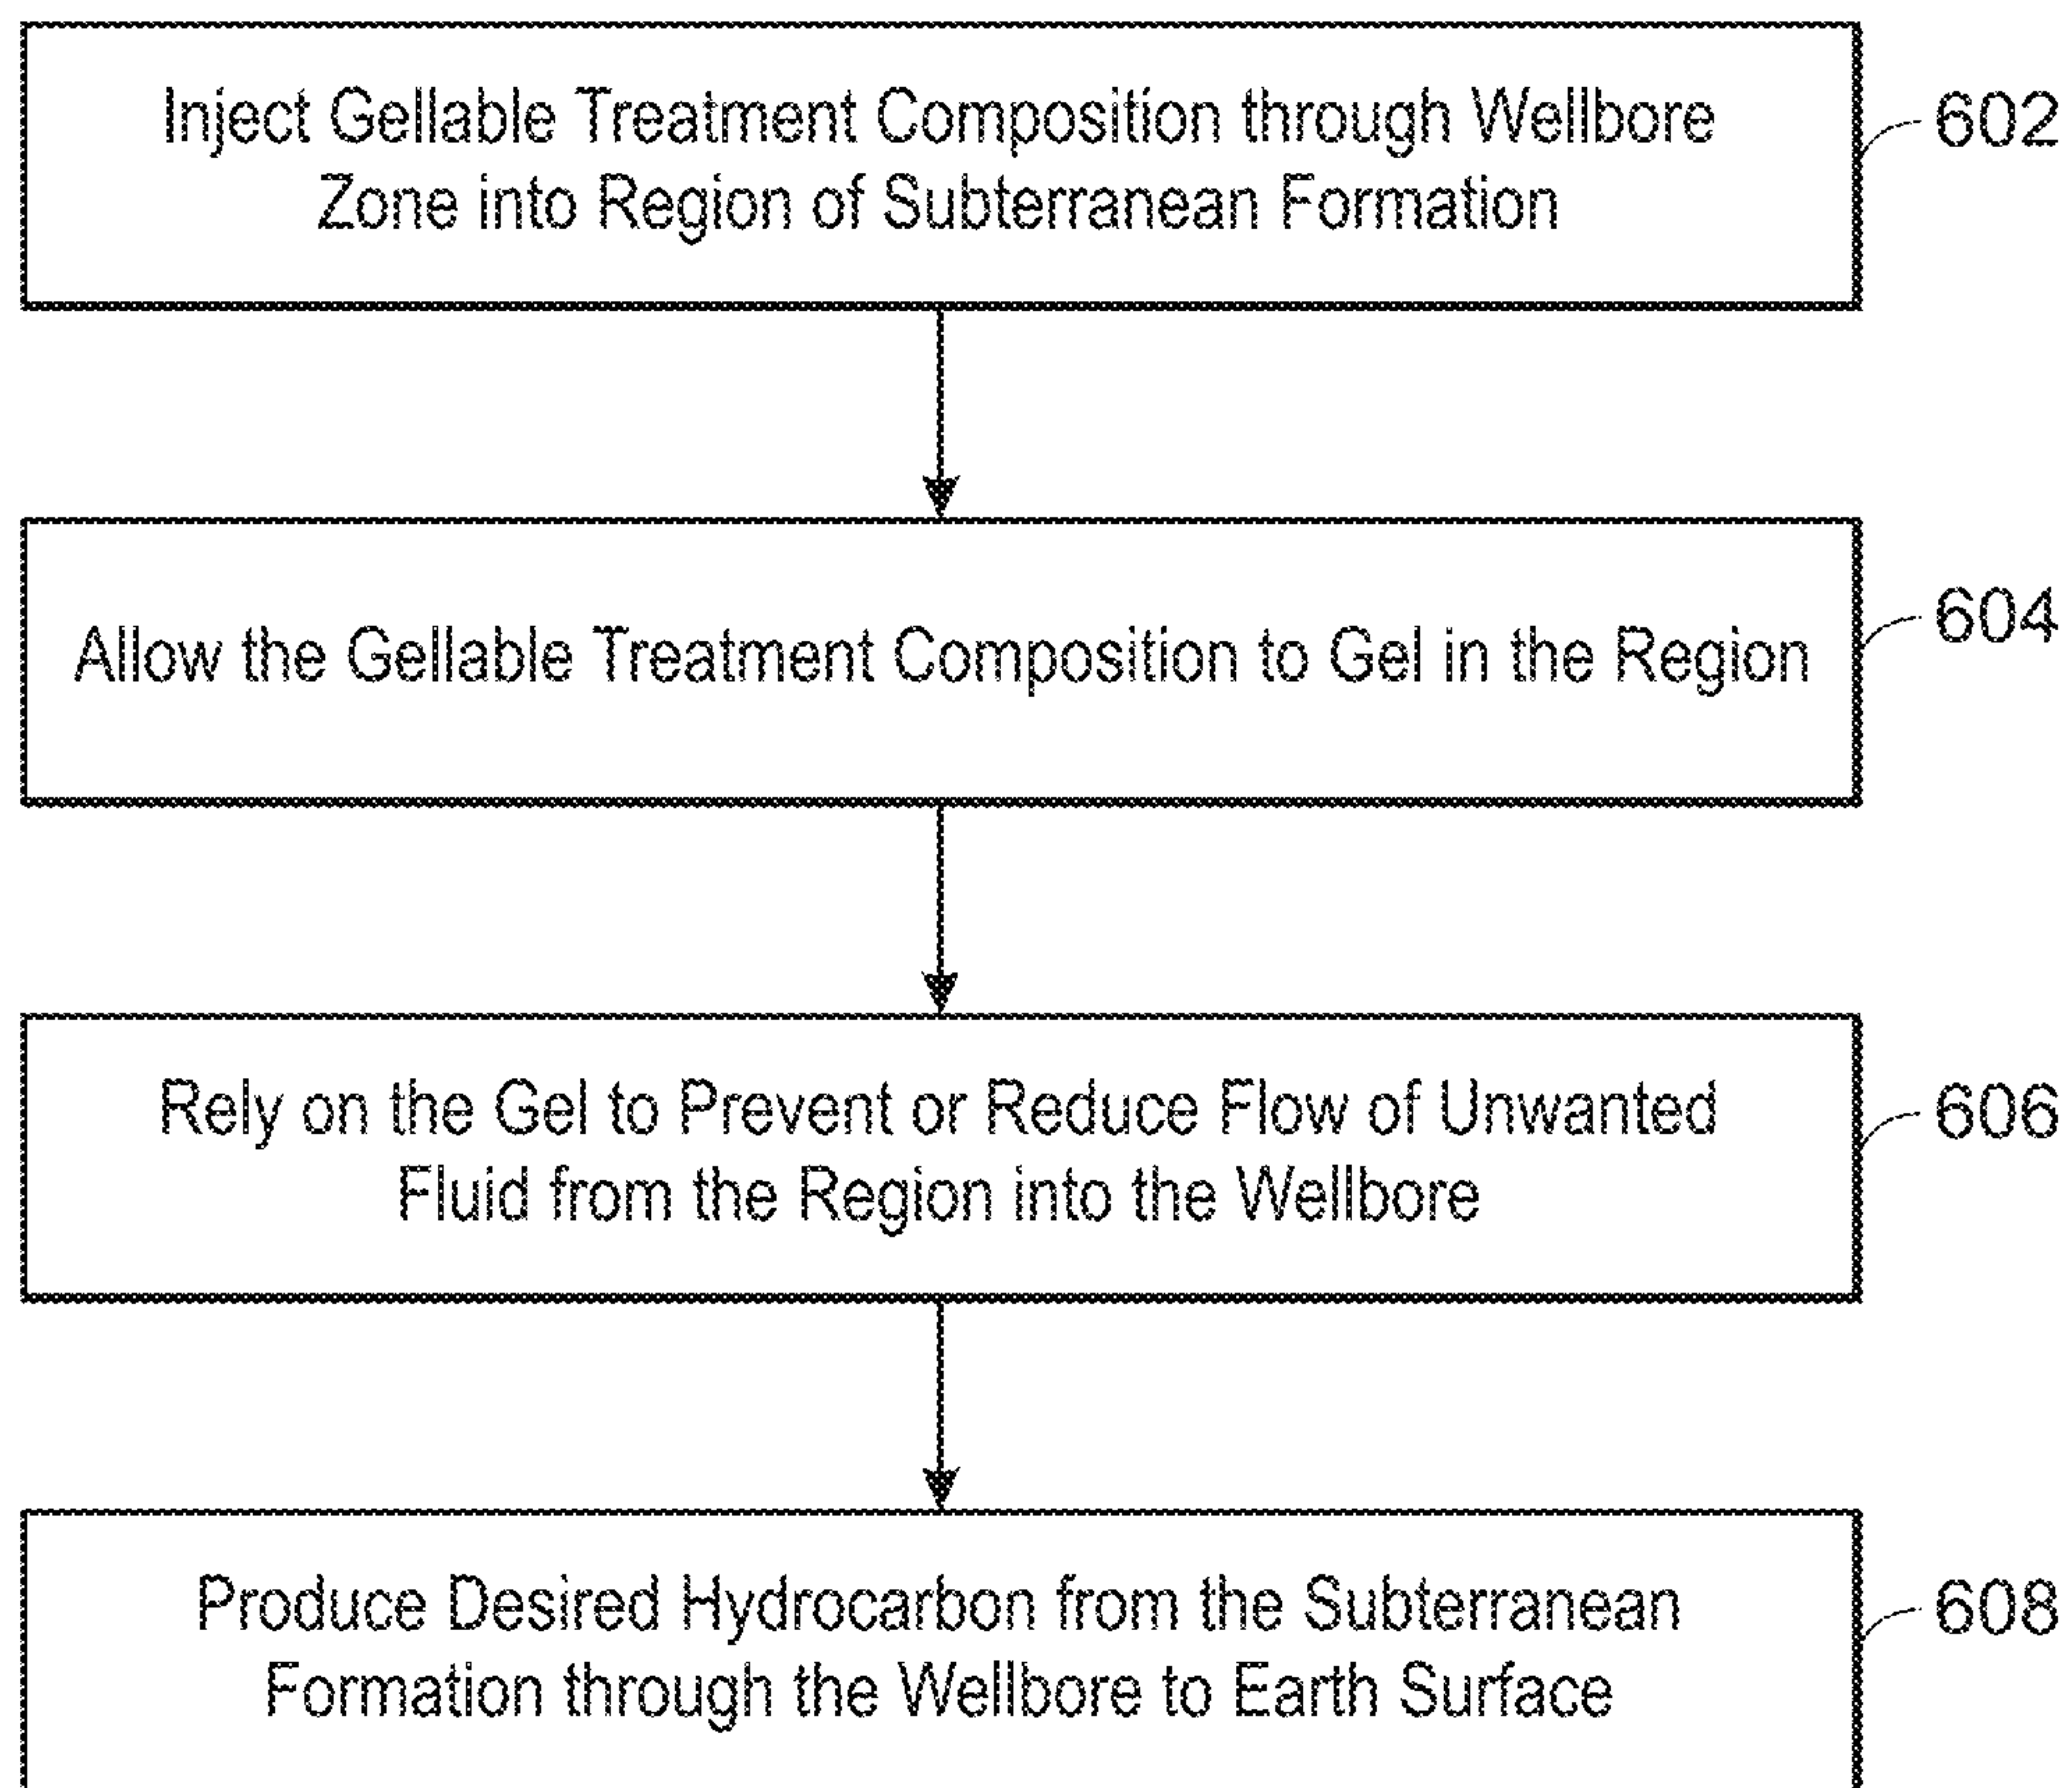 Inject Gellable Treatment Composition through Wellbore
Zone into Region of Subterranean Formation
602
Allow the Gellable Treatment Composition to Gel in the Region
604
Rely on the Gel to Prevent or Reduce Flow of Unwanted
Fluid from the Region into the Wellbore
606
Produce Desired Hydrocarbon from the Subterranean
Formation through the Wellbore to Earth Surface
608